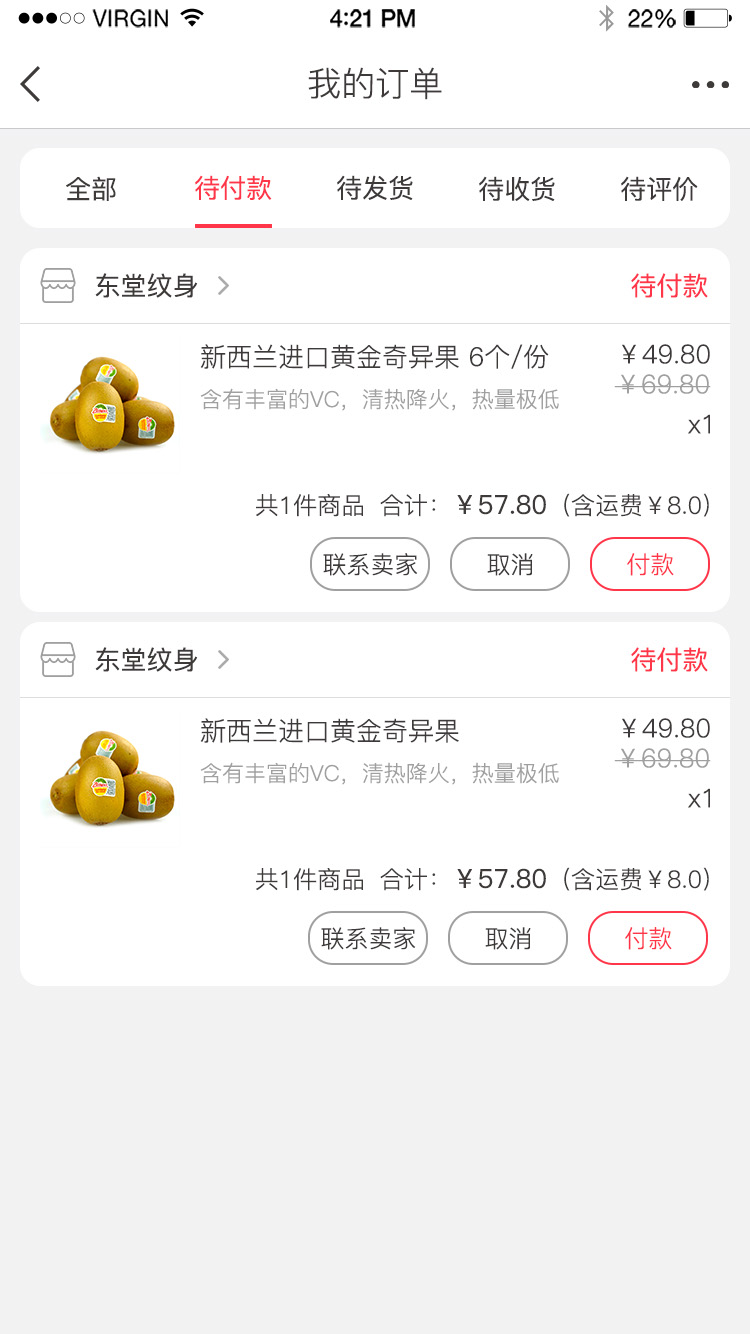 VIRGIN 4:21 PM 22%
我的订单
全部 待付款 待发货 待收货 待评价
东堂纹身 待付款
新西兰进口黄金奇异果 6个/份 ¥49.80
含有丰富的VC，清热降火，热量极低 ¥69.80
x1
共1件商品 合计：¥57.80（含运费¥8.0）
联系卖家 取消 付款
东堂纹身 待付款
新西兰进口黄金奇异果 ¥49.80
含有丰富的VC，清热降火，热量极低 ¥69.80
x1
共1件商品 合计：¥57.80（含运费¥8.0）
联系卖家 取消 付款